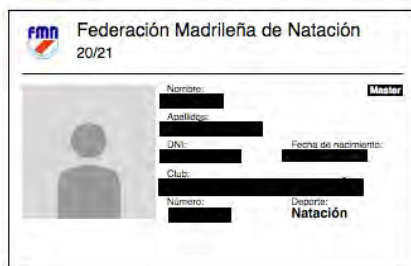 fmn
Federación Madrileña de Natación
20/21
Nombre:
Master
Apellidos:
DNI:
Fecha de nacimiento:
Club:
Número:
Deporte:
Natación